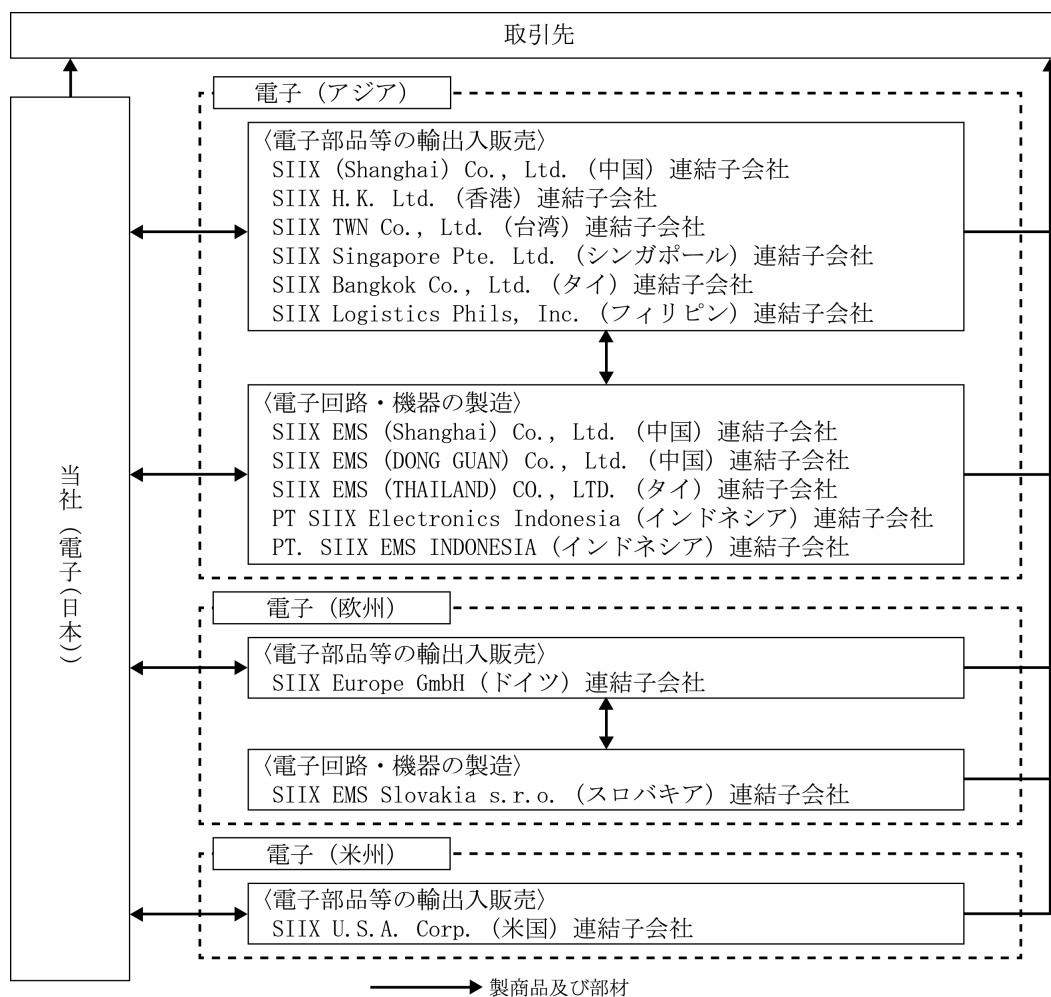 取引先
当社（電子（日本））
電子（アジア）
〈電子部品等の輸出入販売〉
SIIX (Shanghai) Co., Ltd. (中国) 連結子会社
SIIX H.K. Ltd. (香港) 連結子会社
SIIX TWN Co., Ltd. (台湾) 連結子会社
SIIX Singapore Pte. Ltd. (シンガポール) 連結子会社
SIIX Bangkok Co., Ltd. (タイ) 連結子会社
SIIX Logistics Phils, Inc. (フィリピン) 連結子会社
〈電子回路・機器の製造〉
SIIX EMS (Shanghai) Co., Ltd. (中国) 連結子会社
SIIX EMS (DONG GUAN) Co., Ltd. (中国) 連結子会社
SIIX EMS (THAILAND) CO., LTD. (タイ) 連結子会社
PT SIIX Electronics Indonesia (インドネシア) 連結子会社
PT. SIIX EMS INDONESIA (インドネシア) 連結子会社
電子（欧州）
〈電子部品等の輸出入販売〉
SIIX Europe GmbH (ドイツ) 連結子会社
〈電子回路・機器の製造〉
SIIX EMS Slovakia s.r.o. (スロバキア) 連結子会社
電子（米州）
〈電子部品等の輸出入販売〉
SIIX U.S.A. Corp. (米国) 連結子会社
製商品及び部材